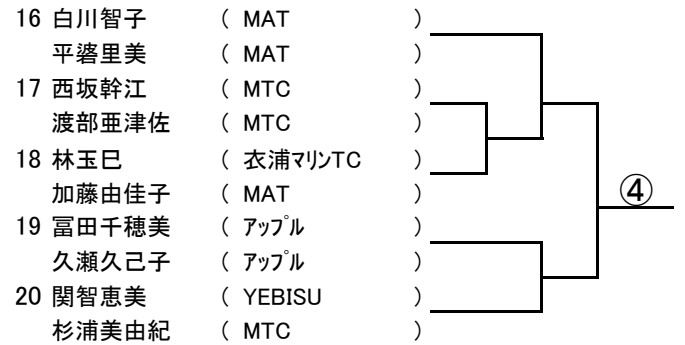 16 白川智子 ( MAT )
平婆里美 ( MAT )
17 西坂幹江 ( MTC )
渡部亜津佐 ( MTC )
18 林玉巳 ( 衣浦ﾏﾘﾝTC )
加藤由佳子 ( MAT )
④
19 冨田千穂美 ( ｱｯﾌﾟﾙ )
久瀬久己子 ( ｱｯﾌﾟﾙ )
20 関智恵美 ( YEBISU )
杉浦美由紀 ( MTC )